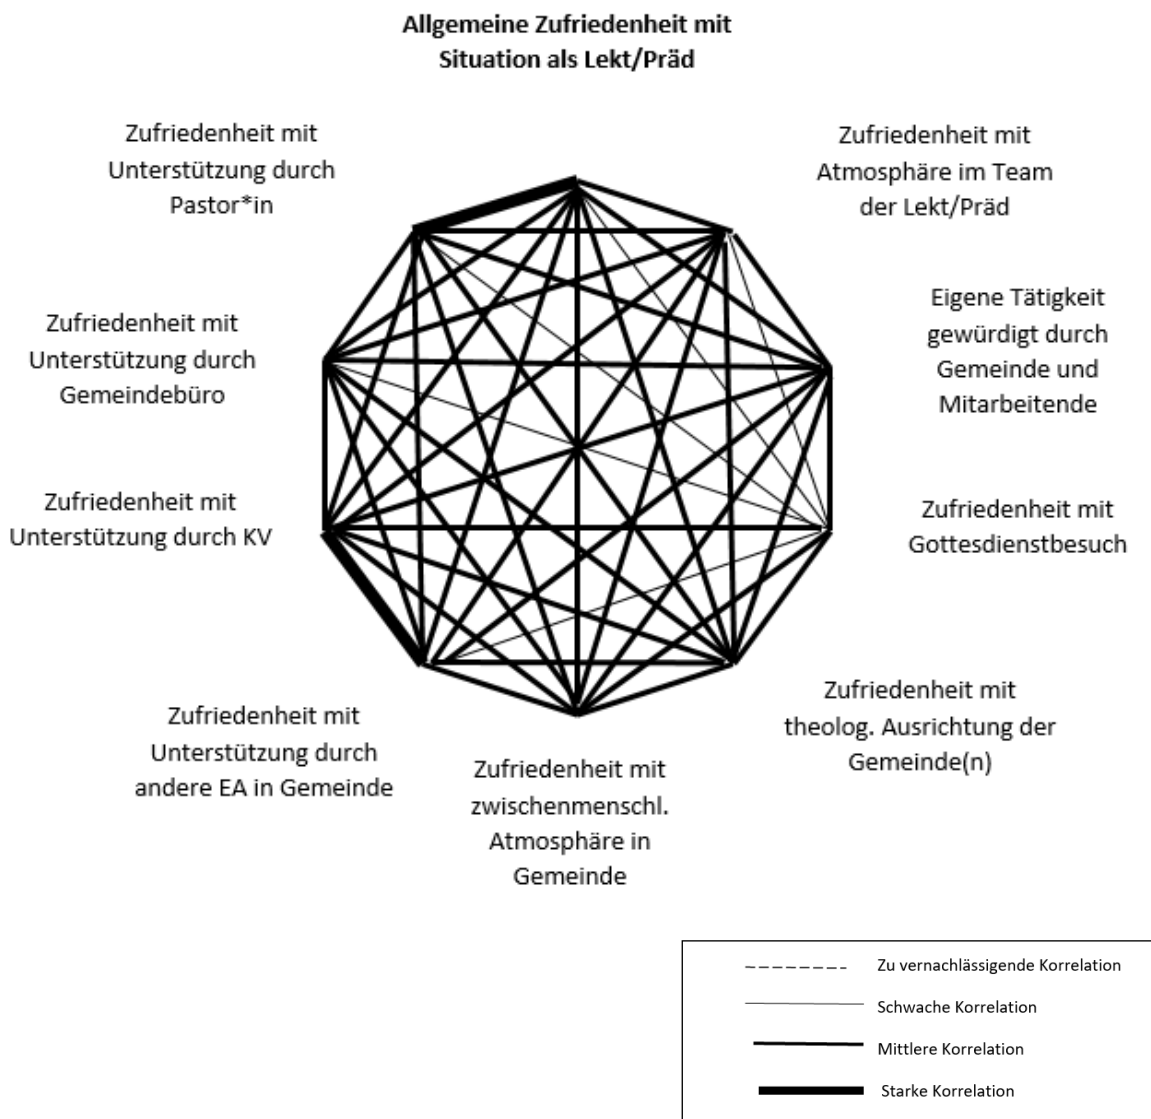 Allgemeine Zufriedenheit mit
Situation als Lekt/Präd
Zufriedenheit mit
Unterstützung durch
Pastor*in
Zufriedenheit mit
Atmosphäre im Team
der Lekt/Präd
Zufriedenheit mit
Unterstützung durch
Gemeindebüro
Eigene Tätigkeit
gewürdigt durch
Gemeinde und
Mitarbeitende
Zufriedenheit mit
Unterstützung durch KV
Zufriedenheit mit
Gottesdienstbesuch
Zufriedenheit mit
Unterstützung durch
andere EA in Gemeinde
Zufriedenheit mit
zwischenmenschl.
Atmosphäre in
Gemeinde
Zufriedenheit mit
theolog. Ausrichtung der
Gemeinde(n)
Zu vernachlässigende Korrelation
Schwache Korrelation
Mittlere Korrelation
Starke Korrelation